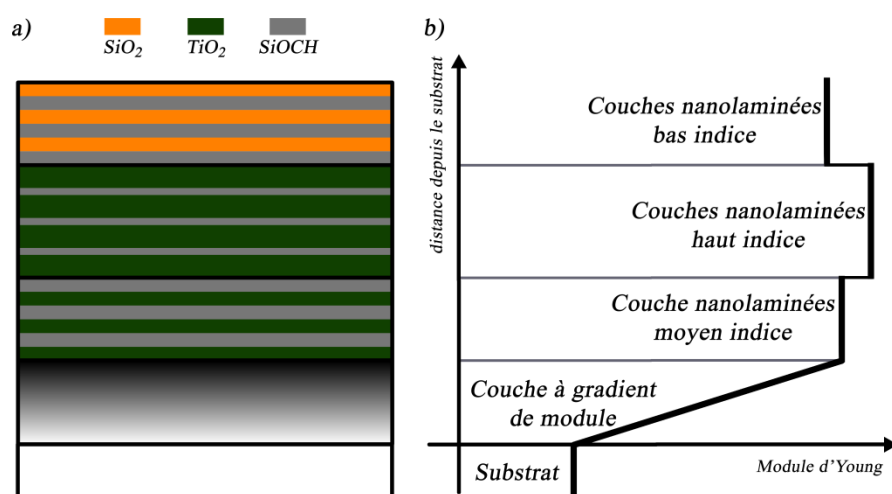 a)
SiO2
TiO2
SiOCH
b)
distance depuis le substrat
Couches nanolaminées
bas indice
Couches nanolaminées
haut indice
Couche nanolaminées
moyen indice
Couche à gradient
de module
Substrat
Module d'Young